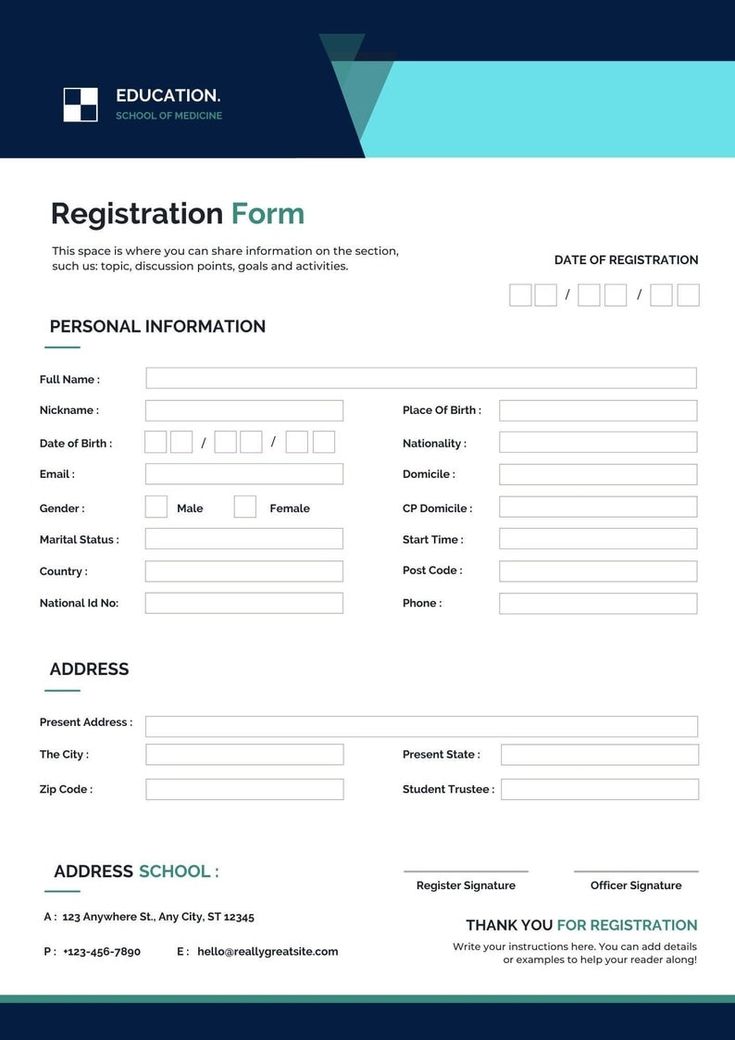 EDUCATION.
SCHOOL OF MEDICINE
Registration Form
This space is where you can share information on the section,
such us: topic, discussion points, goals and activities.
DATE OF REGISTRATION
/ /
PERSONAL INFORMATION
Full Name :
Nickname :
Place Of Birth :
Date of Birth : / /
Nationality :
Email :
Domicile :
Gender : Male Female
CP Domicile :
Marital Status :
Start Time :
Country :
Post Code :
National Id No:
Phone :
ADDRESS
Present Address :
The City :
Present State :
Zip Code :
Student Trustee :
ADDRESS SCHOOL :
A : 123 Anywhere St., Any City, ST 12345
P : +123-456-7890 E : hello@reallygreatsite.com
Register Signature
Officer Signature
THANK YOU FOR REGISTRATION
Write your instructions here. You can add details
or examples to help your reader along!